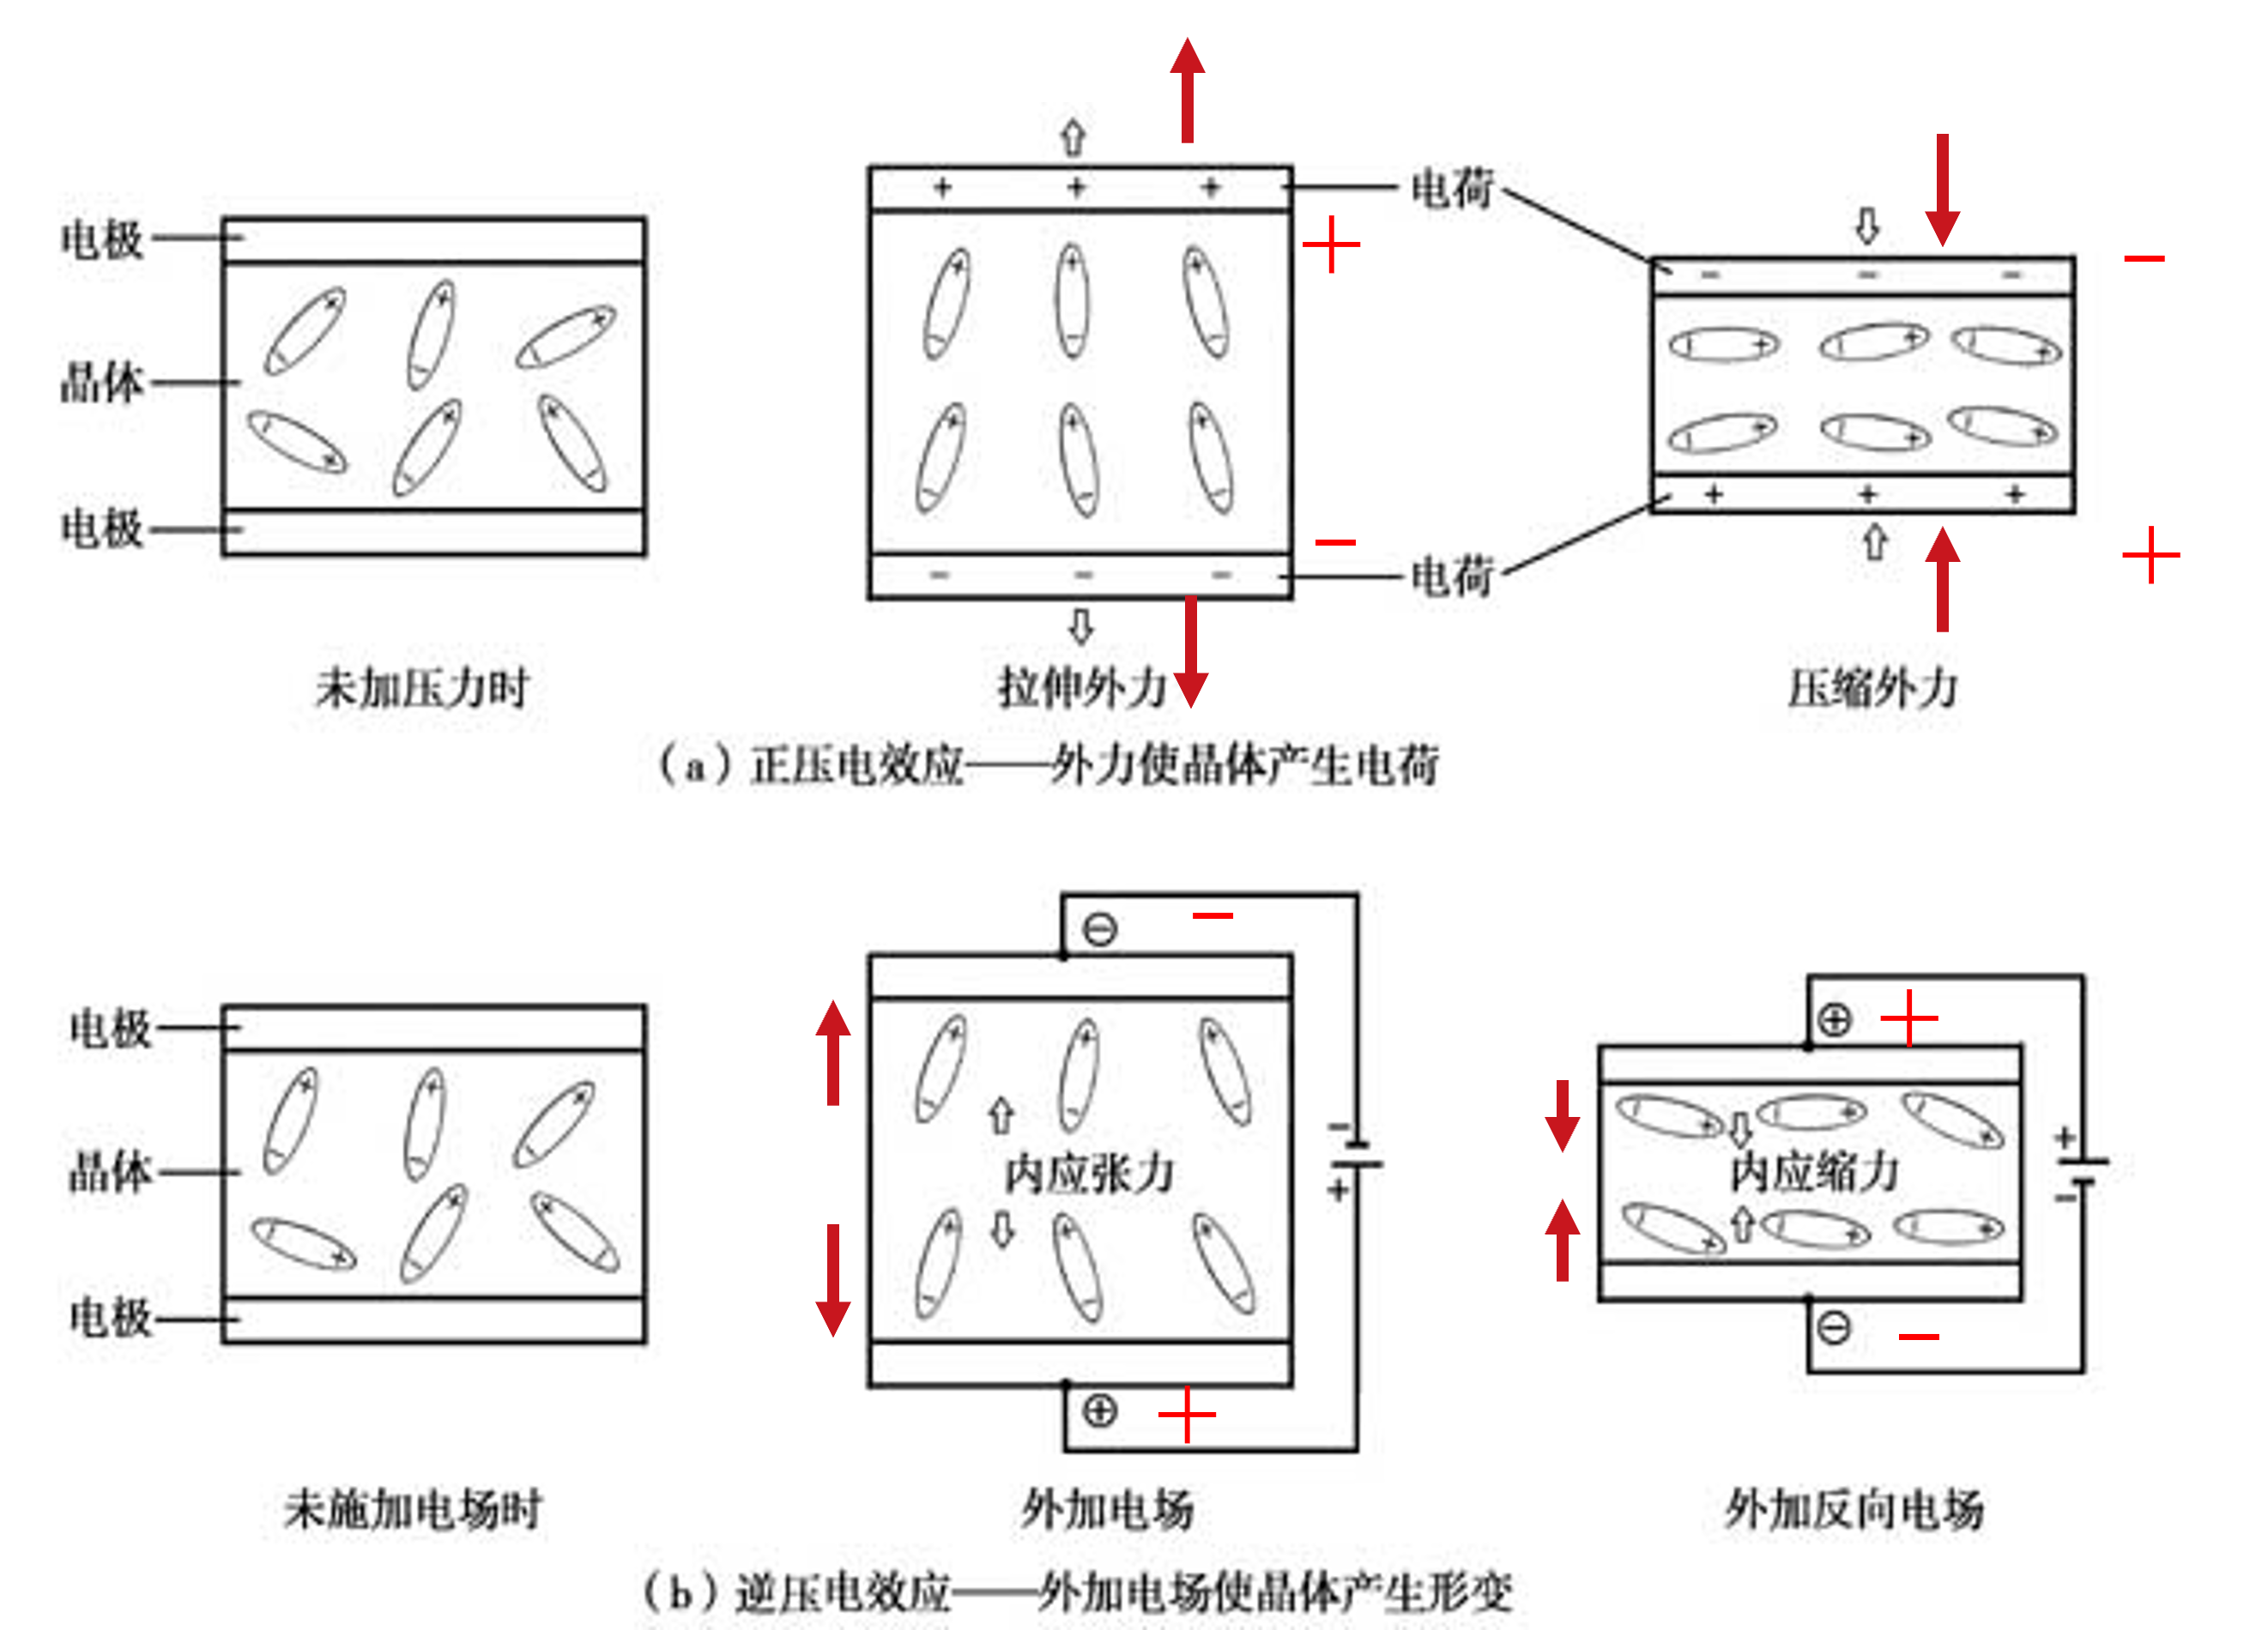 电极
晶体
电极
未加压力时
+ + +
电荷
+
−
− − −
电荷
拉伸外力
− − −
−
+ + +
+
压缩外力
(a)正压电效应——外力使晶体产生电荷
电极
晶体
电极
未施加电场时
⊖ −
内应张力
−
+
⊕ +
外加电场
⊕ +
内应缩力
+
−
⊖ −
外加反向电场
(b)逆压电效应——外加电场使晶体产生形变